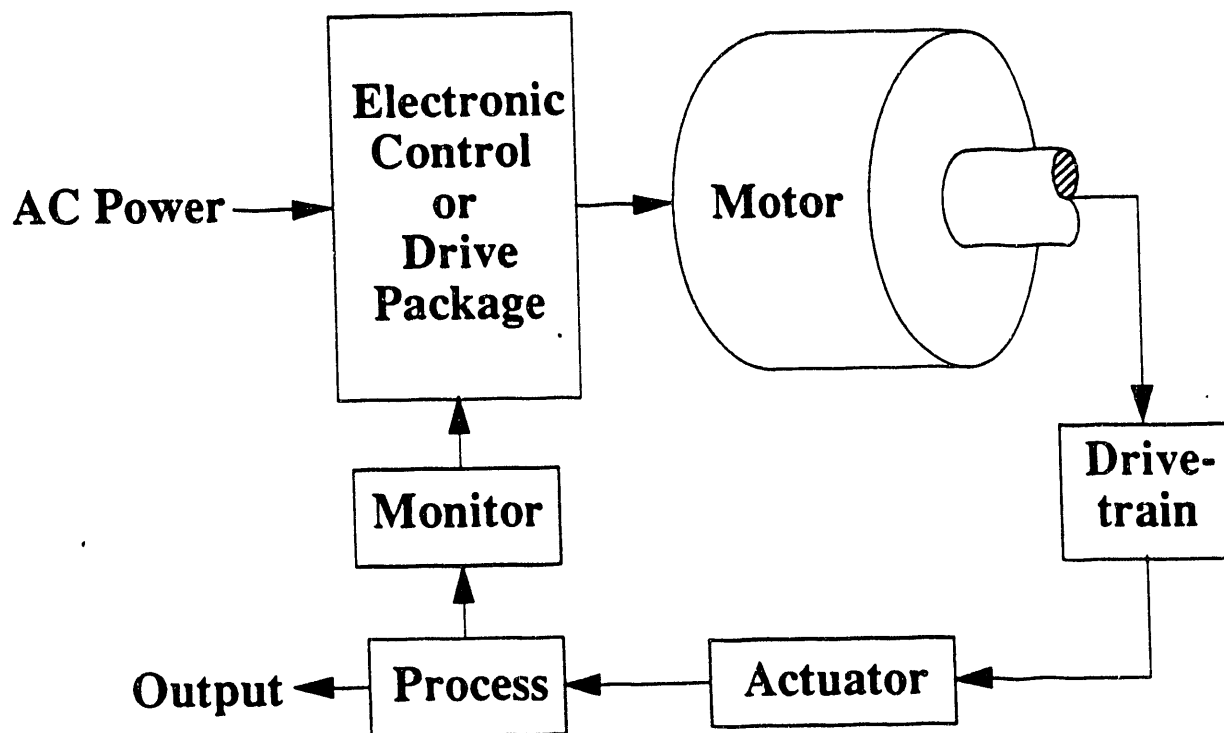 Electronic
Control
or
Drive
Package
AC Power
Motor
Drive-
train
Monitor
Output
Process
Actuator